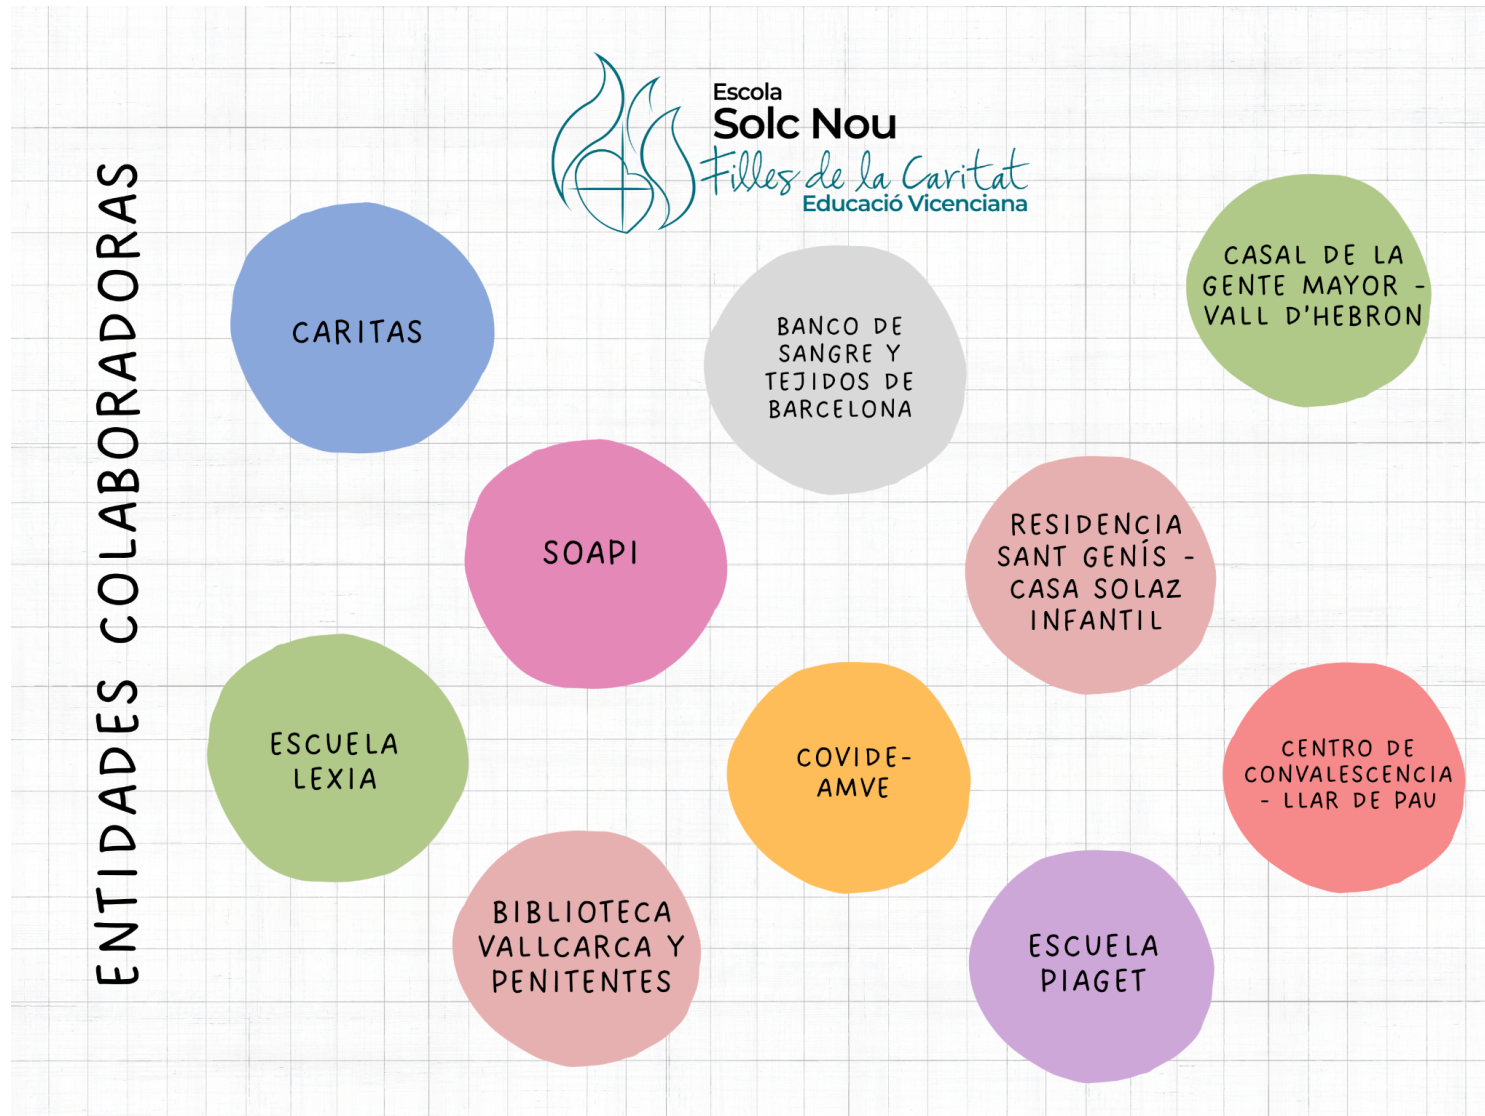 Escola
Solc Nou
Filles de la Caritat
Educació Vicenciana
ENTIDADES COLABORADORAS
CARITAS
BANCO DE
SANGRE Y
TEJIDOS DE
BARCELONA
CASAL DE LA
GENTE MAYOR -
VALL D'HEBRON
SOAPI
RESIDENCIA
SANT GENÍS -
CASA SOLAZ
INFANTIL
ESCUELA
LEXIA
COVIDE-
AMVE
CENTRO DE
CONVALESCENCIA
- LLAR DE PAU
BIBLIOTECA
VALLCARCA Y
PENITENTES
ESCUELA
PIAGET